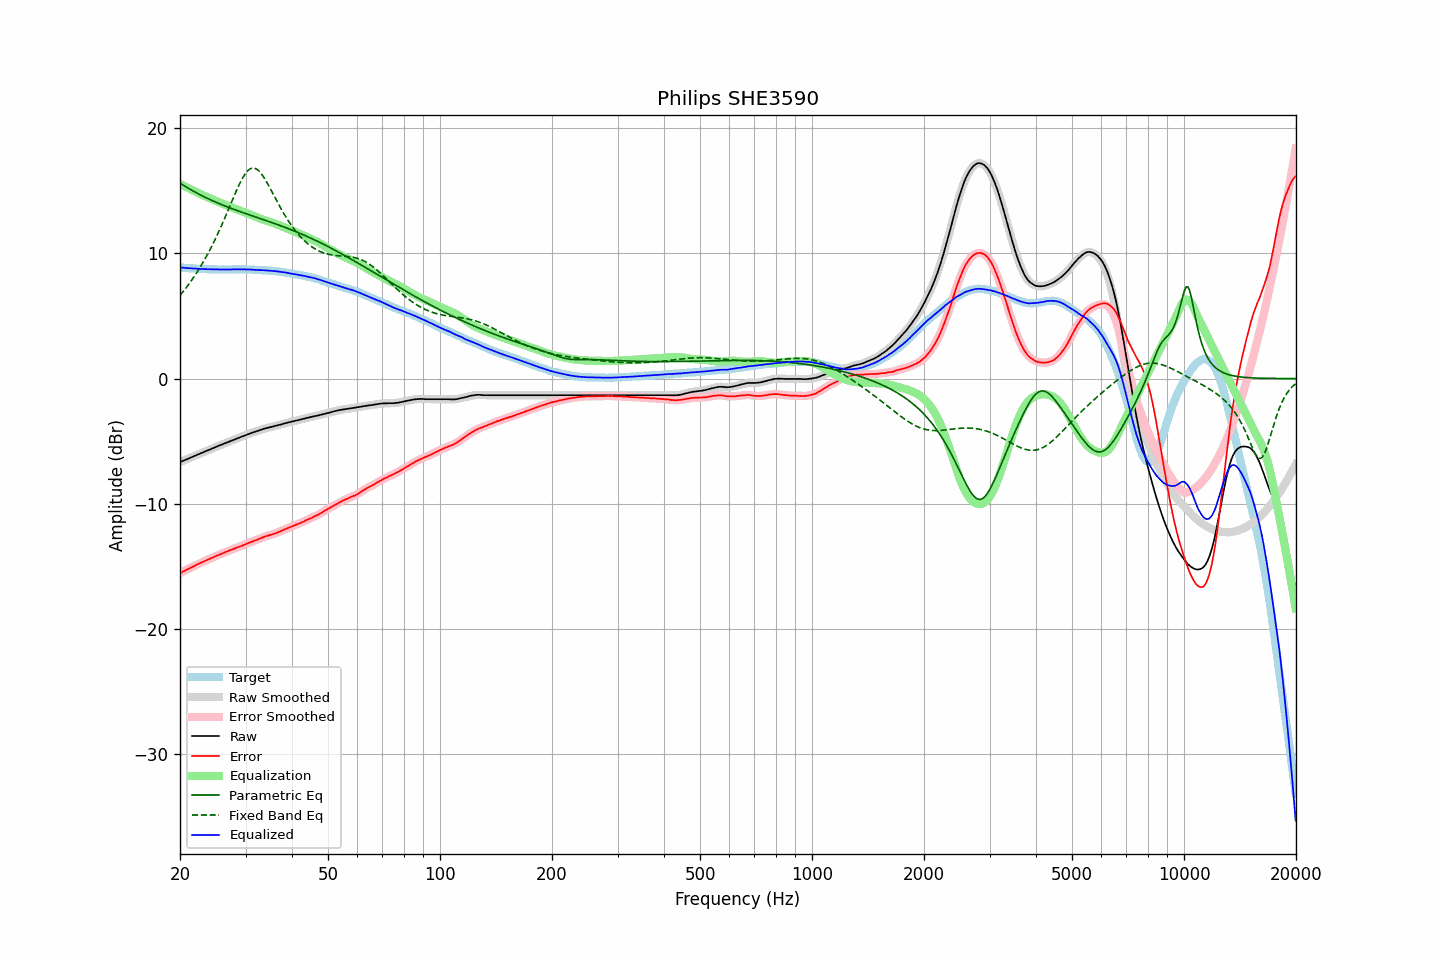 Philips SHE3590
Amplitude (dBr)
20
10
0
−10
−20
−30
Target
Raw Smoothed
Error Smoothed
Raw
Error
Equalization
Parametric Eq
Fixed Band Eq
Equalized
20 50 100 200 500 1000 2000 5000 10000 20000
Frequency (Hz)